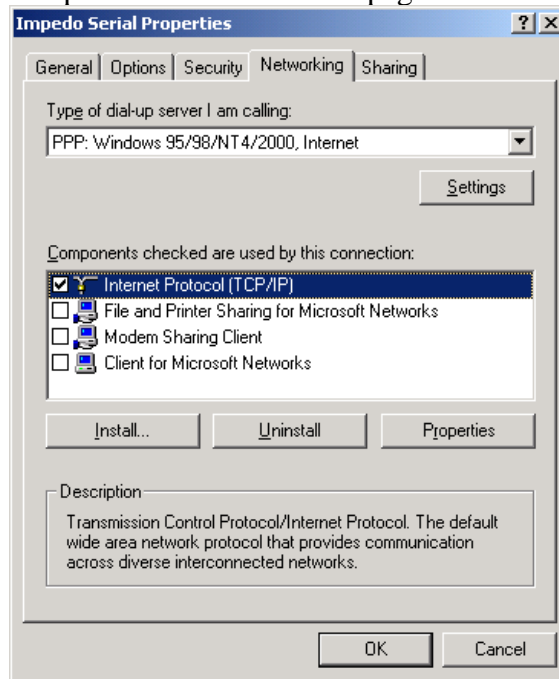 Impedo Serial Properties
General Options Security Networking Sharing
Type of dial-up server I am calling:
PPP: Windows 95/98/NT4/2000, Internet
Settings
Components checked are used by this connection:
Internet Protocol (TCP/IP)
File and Printer Sharing for Microsoft Networks
Modem Sharing Client
Client for Microsoft Networks
Install... Uninstall Properties
Description
Transmission Control Protocol/Internet Protocol. The default
wide area network protocol that provides communication
across diverse interconnected networks.
OK Cancel